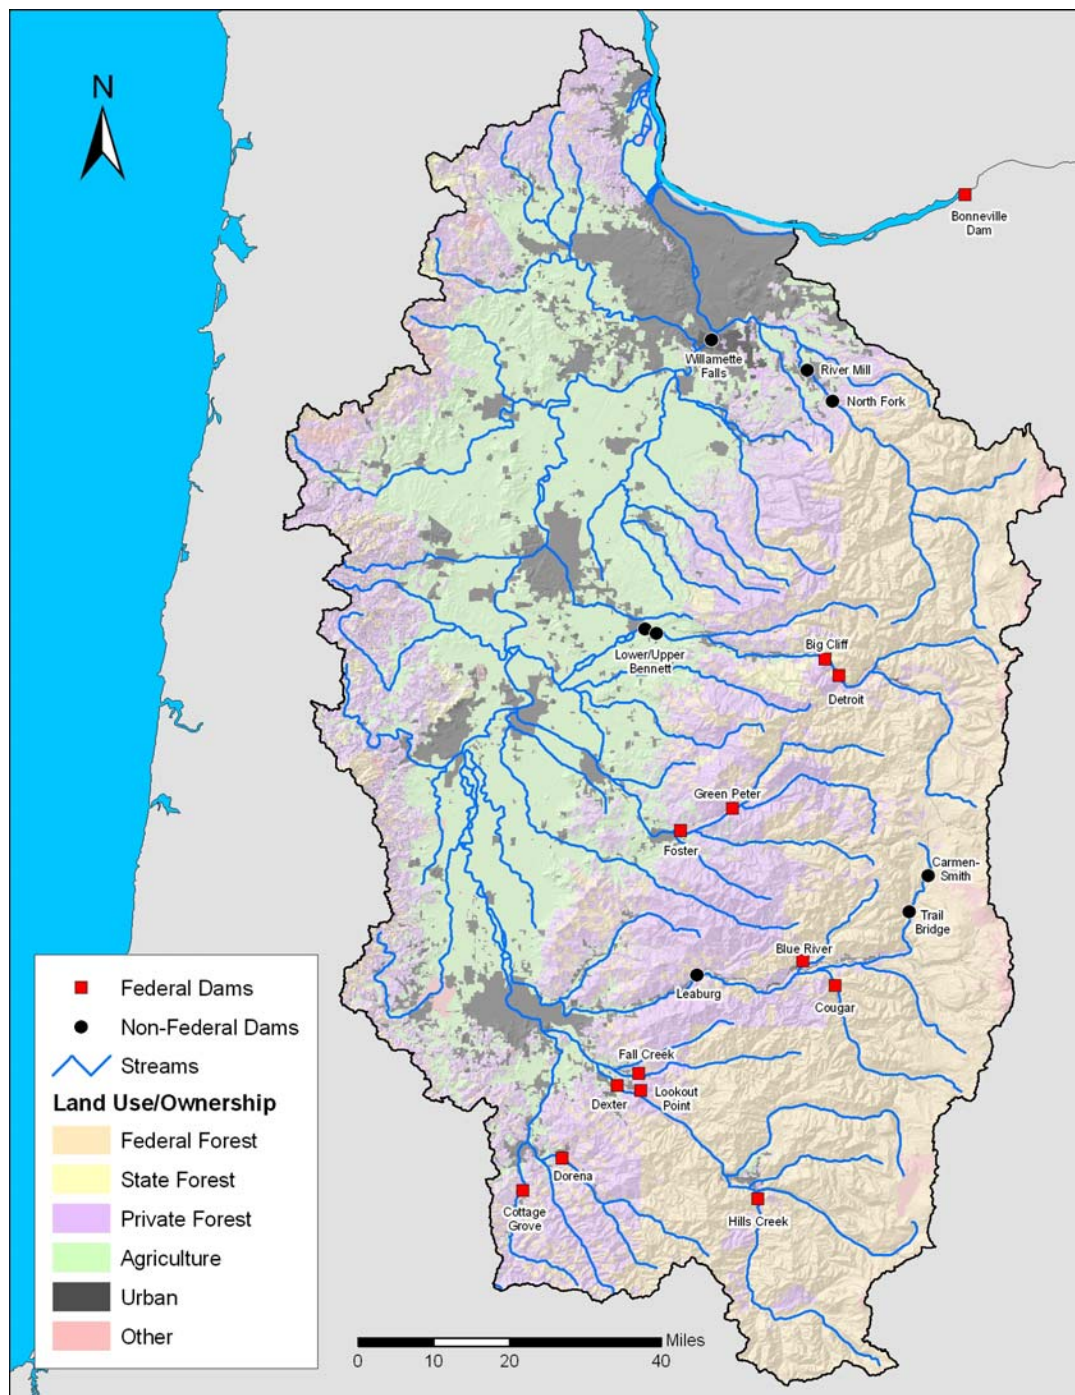 N
Bonneville
Dam
Willamette
Falls
River Mill
North Fork
Lower/Upper
Bennett
Big Cliff
Detroit
Green Peter
Foster
Carmen-
Smith
Trail
Bridge
Blue River
Leaburg
Cougar
Fall Creek
Dexter
Lookout
Point
Dorena
Cottage
Grove
Hills Creek
Federal Dams
Non-Federal Dams
Streams
Land Use/Ownership
Federal Forest
State Forest
Private Forest
Agriculture
Urban
Other
Miles
0 10 20 40